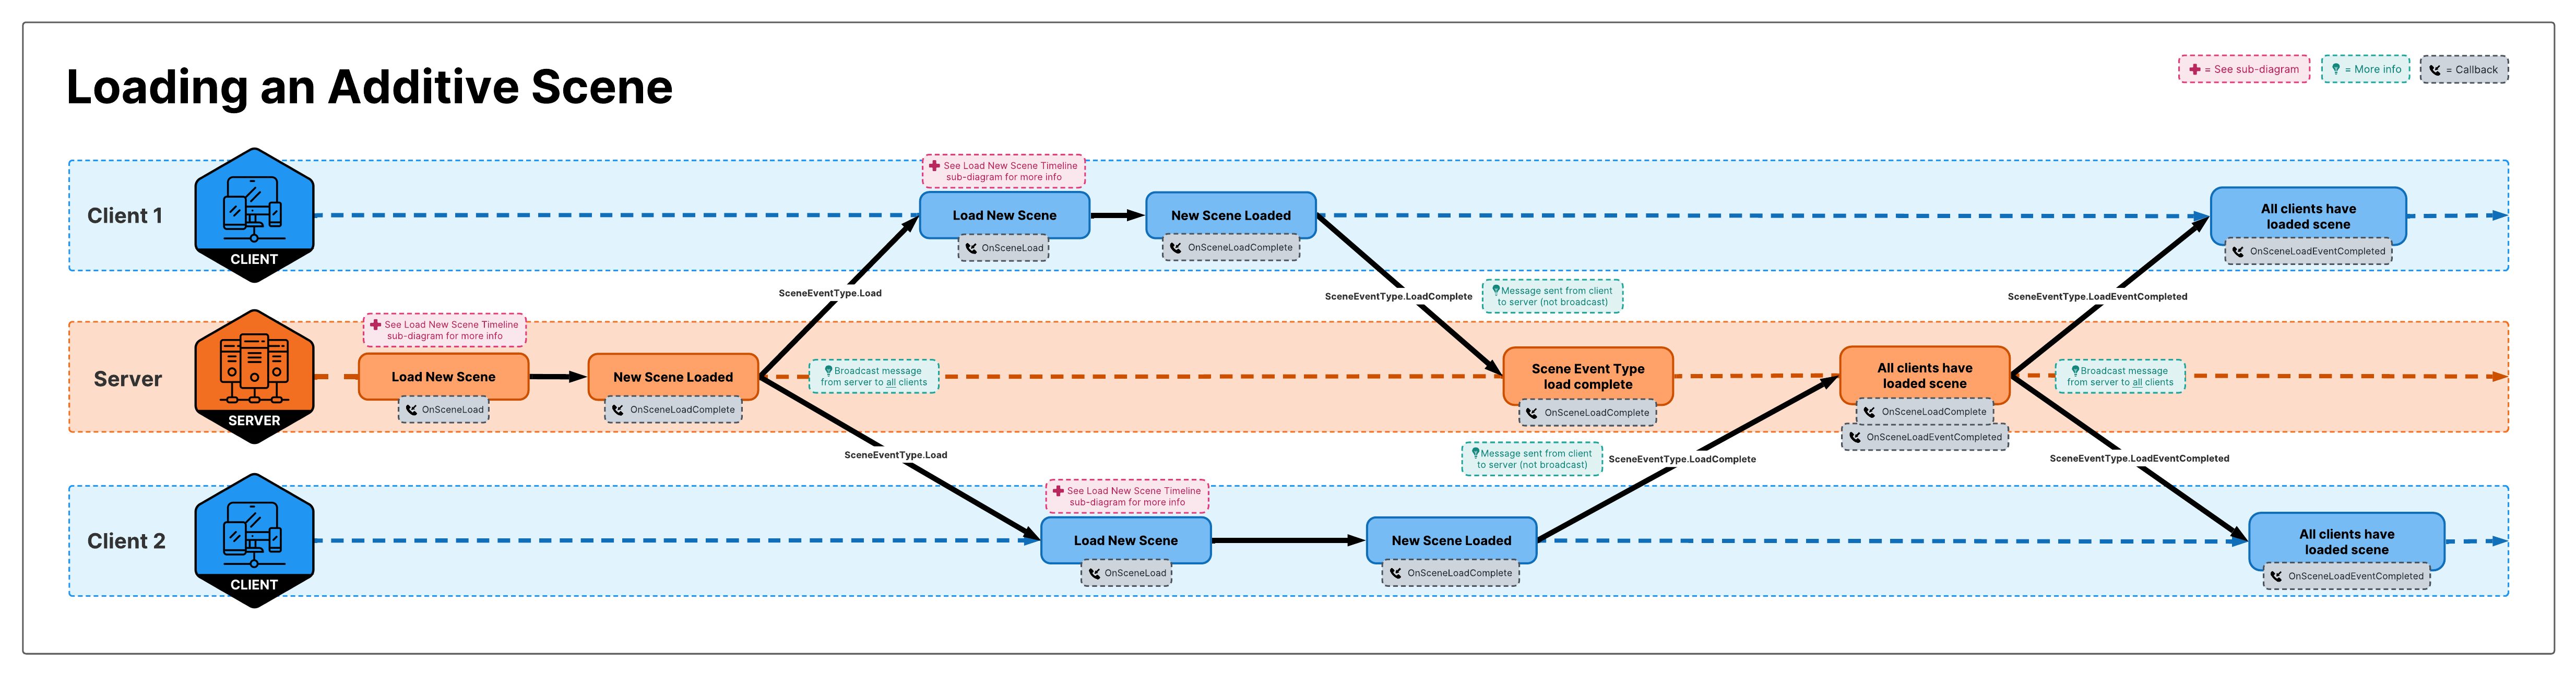 Loading an Additive Scene
= See sub-diagram
= More info
= Callback
Client 1
CLIENT
See Load New Scene Timeline
sub-diagram for more info
Load New Scene
OnSceneLoad
New Scene Loaded
OnSceneLoadComplete
All clients have
loaded scene
OnSceneLoadEventCompleted
SceneEventType.Load
SceneEventType.LoadComplete
Message sent from client
to server (not broadcast)
SceneEventType.LoadEventCompleted
Server
SERVER
See Load New Scene Timeline
sub-diagram for more info
Load New Scene
OnSceneLoad
New Scene Loaded
OnSceneLoadComplete
Broadcast message
from server to all clients
Scene Event Type
load complete
OnSceneLoadComplete
All clients have
loaded scene
OnSceneLoadComplete
OnSceneLoadEventCompleted
Broadcast message
from server to all clients
SceneEventType.Load
Message sent from client
to server (not broadcast)
SceneEventType.LoadComplete
SceneEventType.LoadEventCompleted
Client 2
CLIENT
See Load New Scene Timeline
sub-diagram for more info
Load New Scene
OnSceneLoad
New Scene Loaded
OnSceneLoadComplete
All clients have
loaded scene
OnSceneLoadEventCompleted